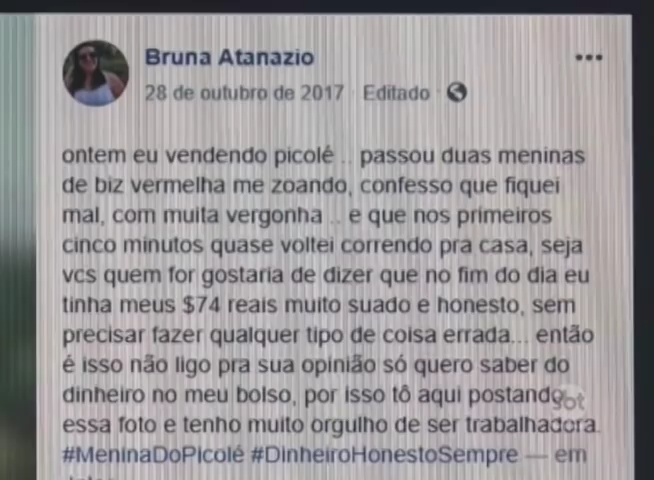 Bruna Atanazio
28 de outubro de 2017 · Editado ·
ontem eu vendendo picolé .. passou duas meninas
de biz vermelha me zoando, confesso que fiquei
mal, com muita vergonha .. e que nos primeiros
cinco minutos quase voltei correndo pra casa, seja
vcs quem for gostaria de dizer que no fim do dia eu
tinha meus $74 reais muito suado e honesto, sem
precisar fazer qualquer tipo de coisa errada... então
é isso não ligo pra sua opinião só quero saber do
dinheiro no meu bolso, por isso tô aqui postando
sbt
essa foto e tenho muito orgulho de ser trabalhadora.
#MeninaDoPicolé #DinheiroHonestoSempre — em